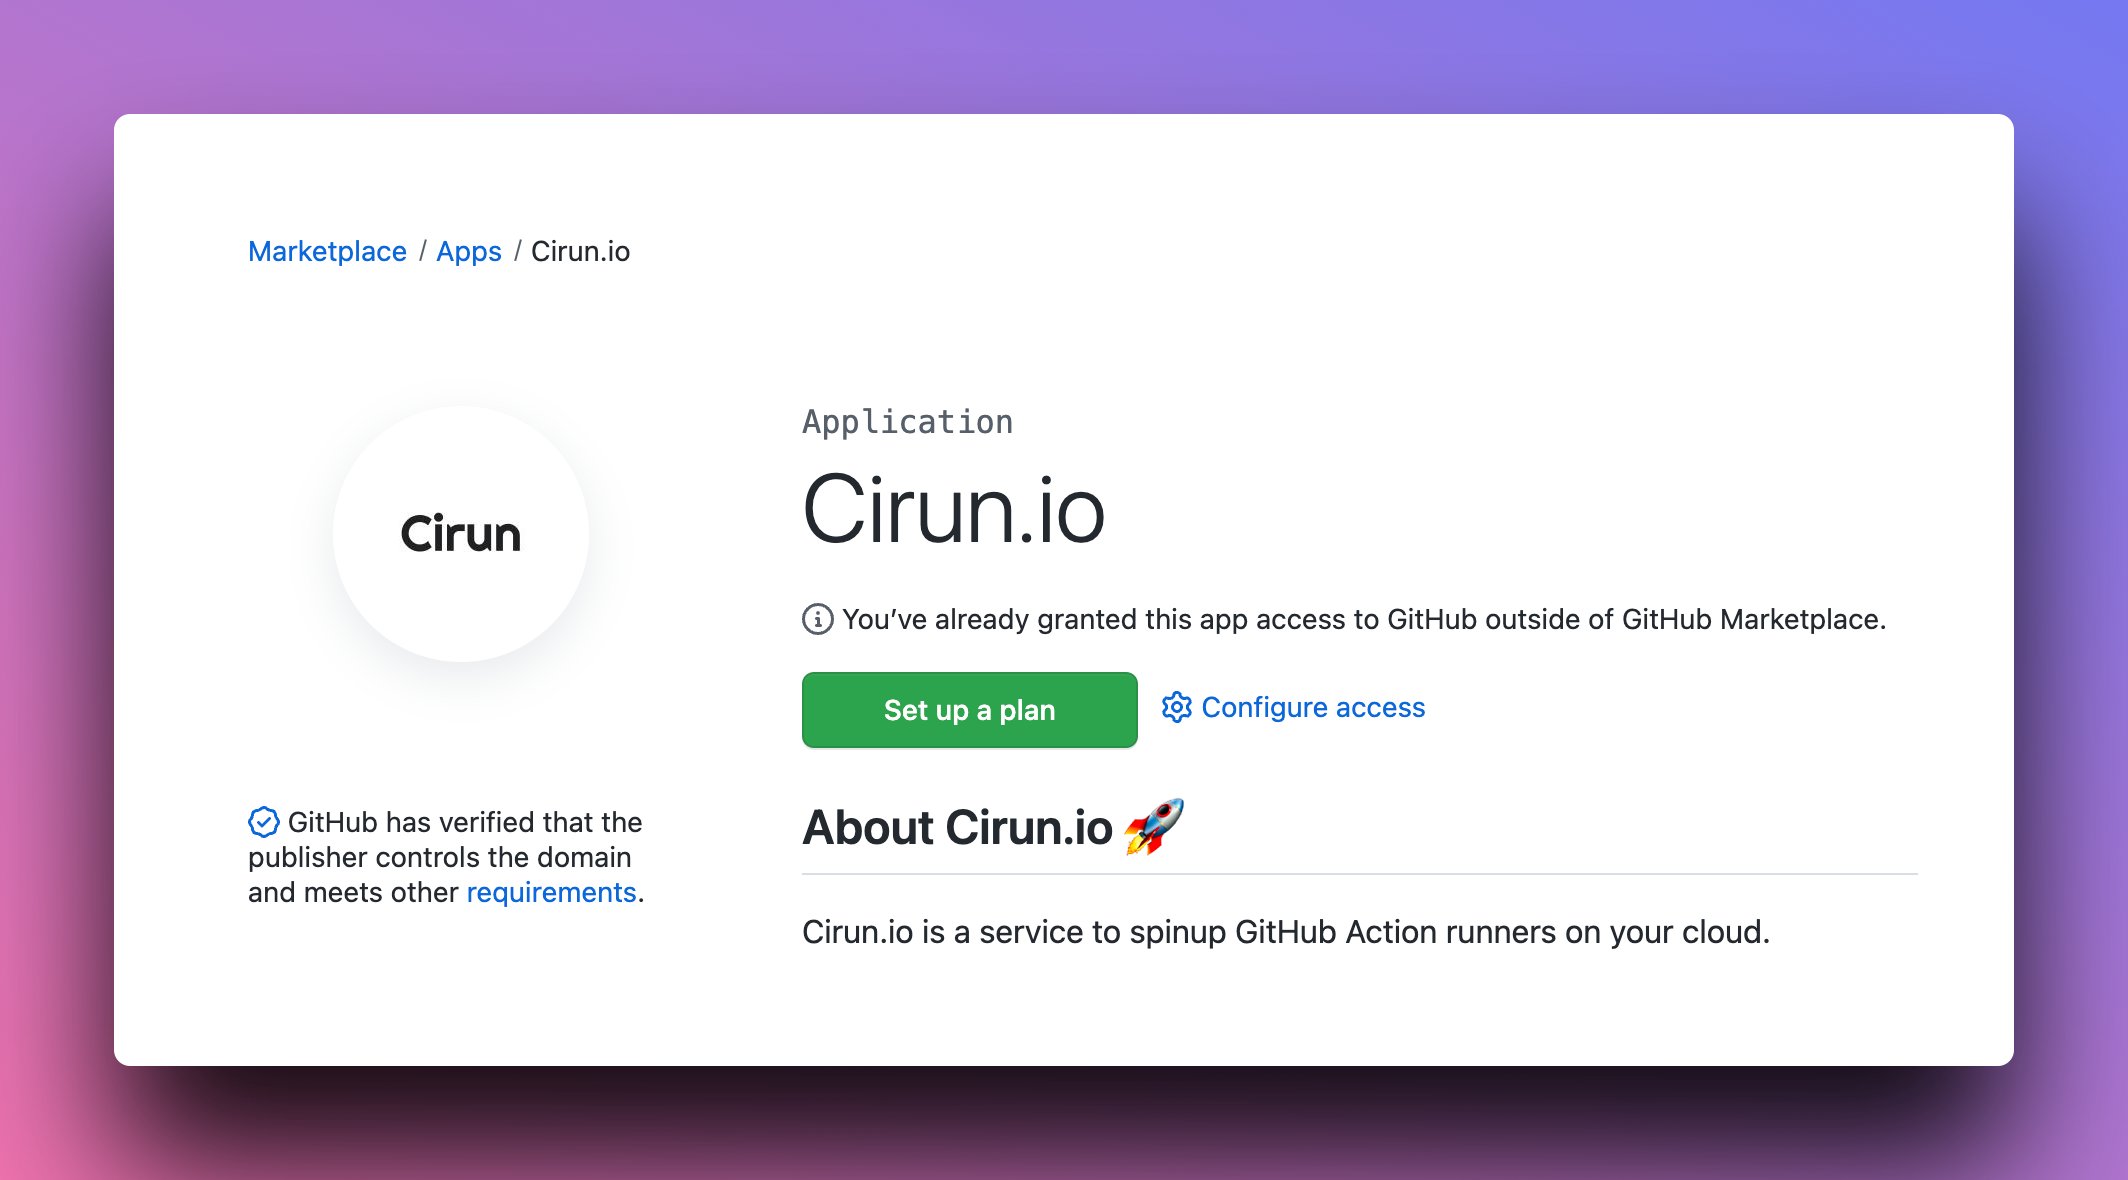 Marketplace / Apps / Cirun.io
Cirun
GitHub has verified that the
publisher controls the domain
and meets other requirements.
Application
Cirun.io
You’ve already granted this app access to GitHub outside of GitHub Marketplace.
Set up a plan
Configure access
About Cirun.io 🚀
Cirun.io is a service to spinup GitHub Action runners on your cloud.